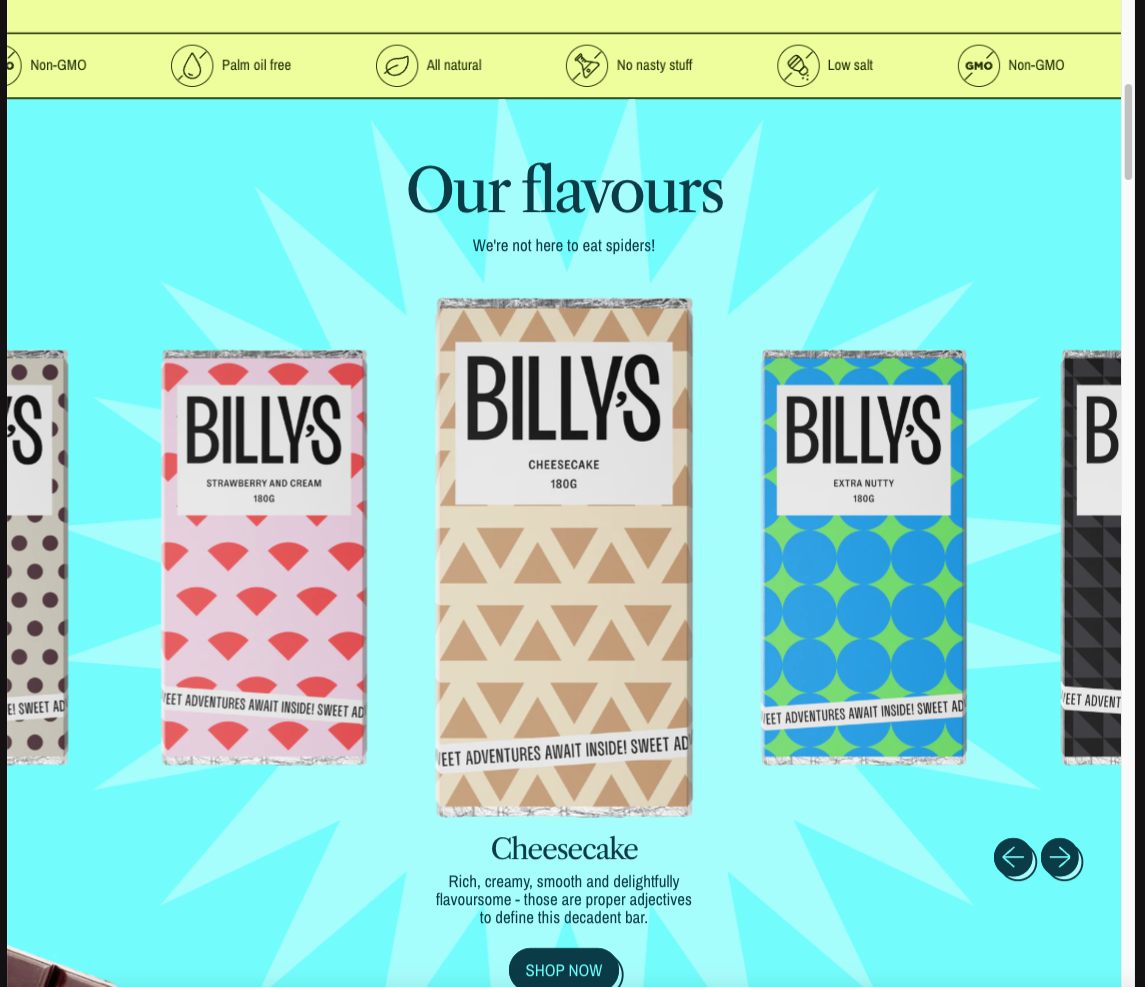 Non-GMO
Palm oil free
All natural
No nasty stuff
Low salt
GMO
Non-GMO
Our flavours
We're not here to eat spiders!
BILLY'S
STRAWBERRY AND CREAM
180G
BILLY'S
CHEESECAKE
180G
BILLY'S
EXTRA NUTTY
180G
'S
B
E! SWEET AD
EET ADVENTURES AWAIT INSIDE! SWEET AD
EET ADVENTURES AWAIT INSIDE! SWEET AD
EET ADVENTURES AWAIT INSIDE! SWEET AD
EET ADVENT
Cheesecake
Rich, creamy, smooth and delightfully
flavoursome - those are proper adjectives
to define this decadent bar.
SHOP NOW